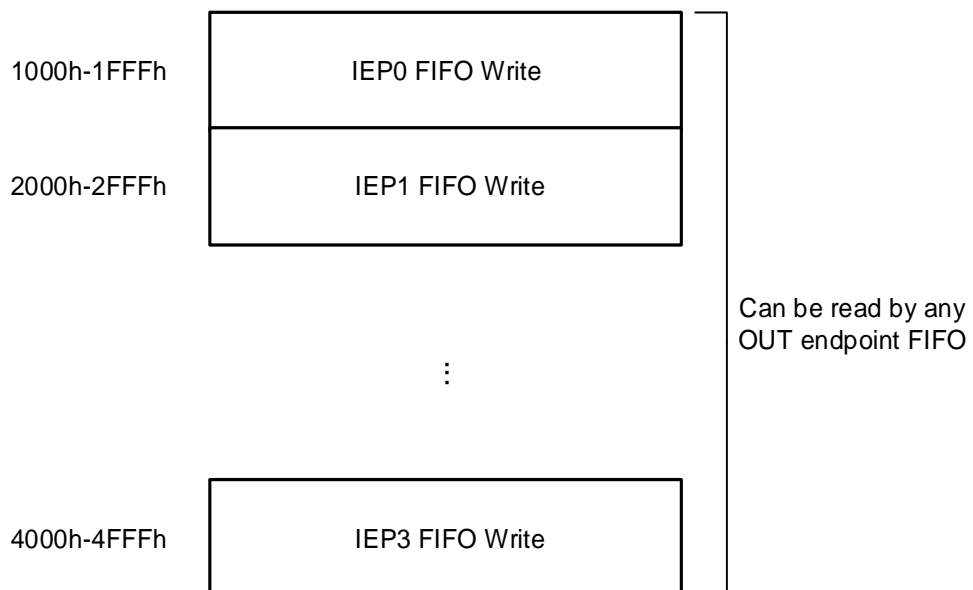 1000h-1FFFh
IEP0 FIFO Write
2000h-2FFFh
IEP1 FIFO Write
Can be read by any
OUT endpoint FIFO
...
4000h-4FFFh
IEP3 FIFO Write